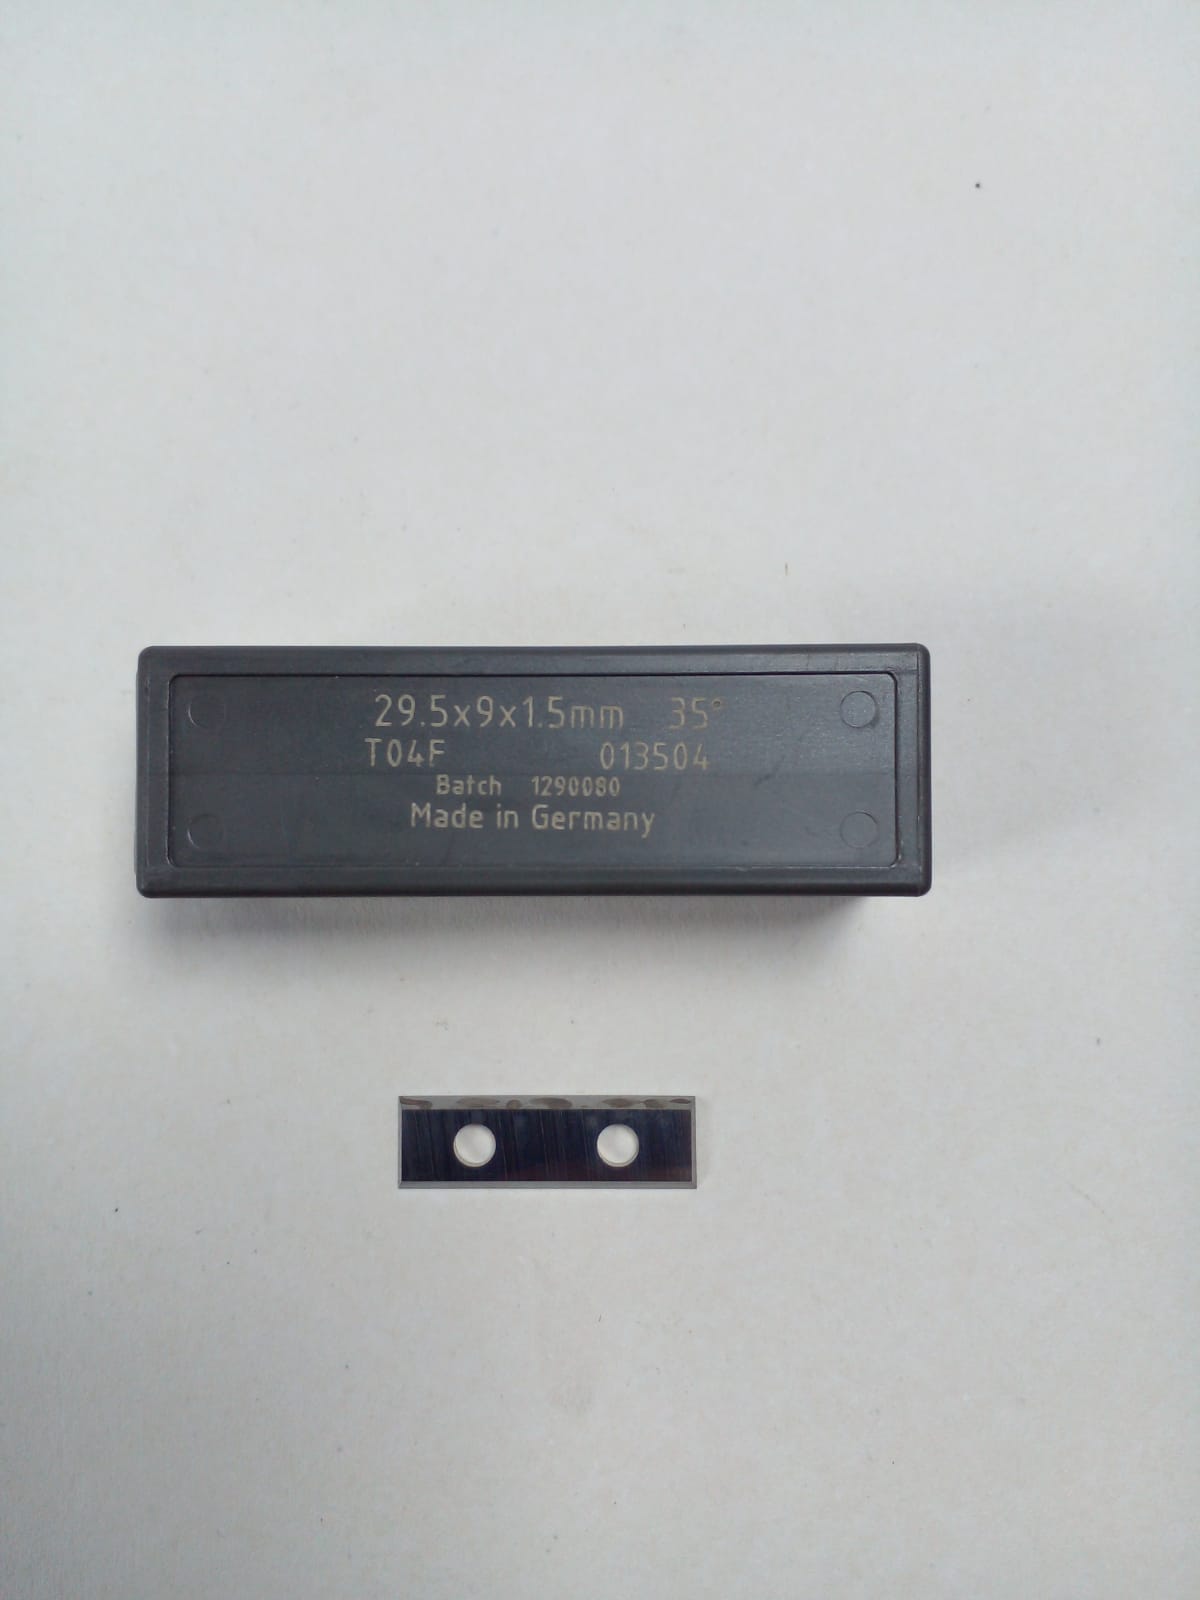 29.5x9x1.5mm 35°
T04F 013504
Batch 1290080
Made in Germany